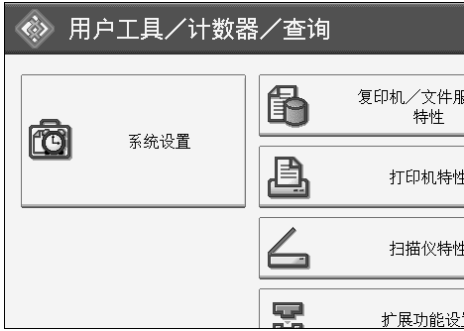 用户工具／计数器／查询
系统设置
复印机／文件服
特性
打印机特性
扫描仪特性
扩展功能设